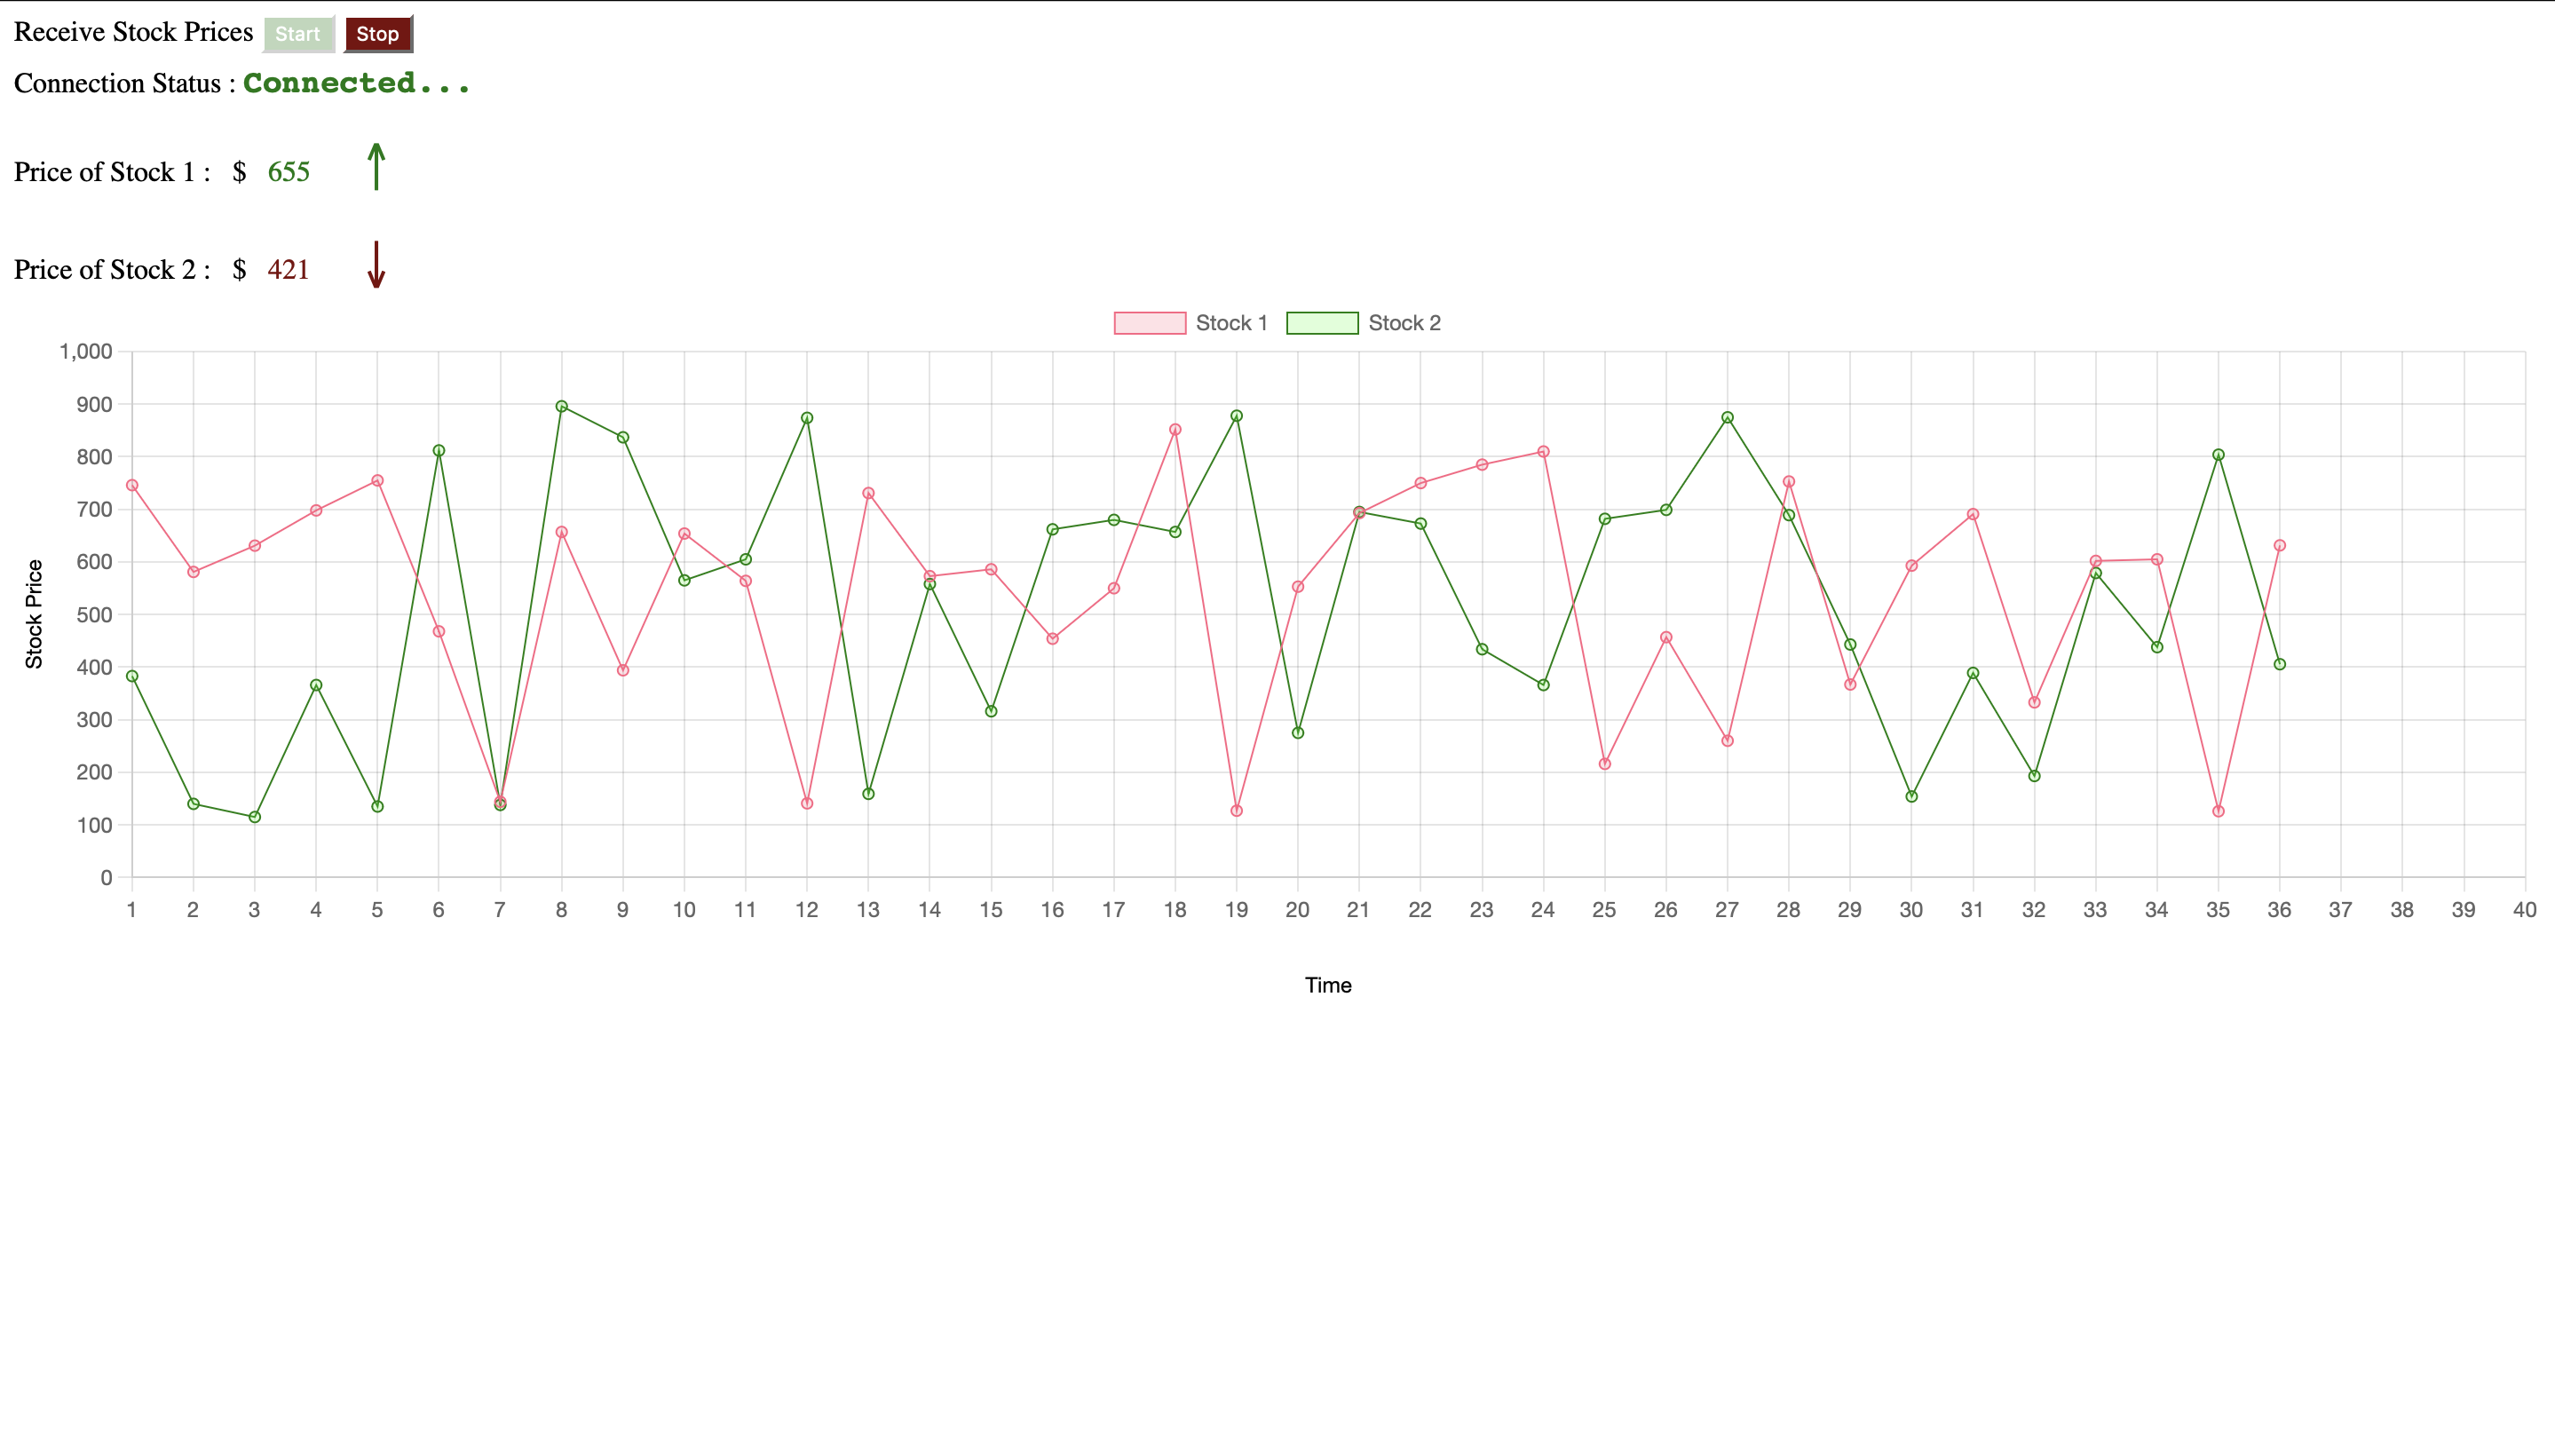 Receive Stock Prices Start Stop
Connection Status : Connected...
Price of Stock 1 : $ 655
Price of Stock 2 : $ 421
Stock 1 Stock 2
1,000
900
800
700
600
500
400
300
200
100
0
Stock Price
1 2 3 4 5 6 7 8 9 10 11 12 13 14 15 16 17 18 19 20 21 22 23 24 25 26 27 28 29 30 31 32 33 34 35 36 37 38 39 40
Time